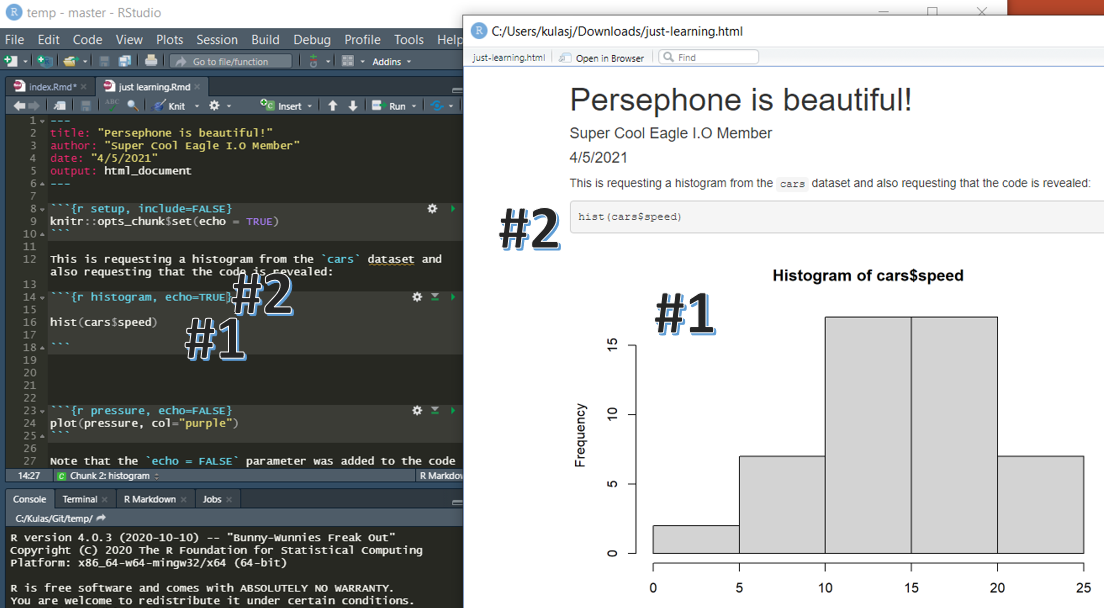 temp - master - RStudio
File Edit Code View Plots Session Build Debug Profile Tools Help
Go to file/function Addins
index.Rmd* just learning.Rmd
ABC Knit Insert Run
1 ---
2 title: "Persephone is beautiful!"
3 author: "Super Cool Eagle I.O Member"
4 date: "4/5/2021"
5 output: html_document
6 ---
7
8 ```{r setup, include=FALSE}
9 knitr::opts_chunk$set(echo = TRUE)
10 ```
11
12 This is requesting a histogram from the `cars` dataset and
also requesting that the code is revealed:
13
14 ```{r histogram, echo=TRUE}
#2
15
16 hist(cars$speed)
#1
17
18 ```
19
20
21
22
23 ```{r pressure, echo=FALSE}
24 plot(pressure, col="purple")
25 ```
26
27 Note that the `echo = FALSE` parameter was added to the code
14:27 C Chunk 2: histogram R Markdow
Console Terminal R Markdown Jobs
C:/Kulas/Git/temp/
R version 4.0.3 (2020-10-10) -- "Bunny-Wunnies Freak Out"
Copyright (C) 2020 The R Foundation for Statistical Computing
Platform: x86_64-w64-mingw32/x64 (64-bit)
R is free software and comes with ABSOLUTELY NO WARRANTY.
You are welcome to redistribute it under certain conditions.
R C:/Users/kulasj/Downloads/just-learning.html
just-learning.html Open in Browser Find
Persephone is beautiful!
Super Cool Eagle I.O Member
4/5/2021
This is requesting a histogram from the cars dataset and also requesting that the code is revealed:
#2
hist(cars$speed)
Histogram of cars$speed
#1
Frequency
15
10
5
0
0 5 10 15 20 25